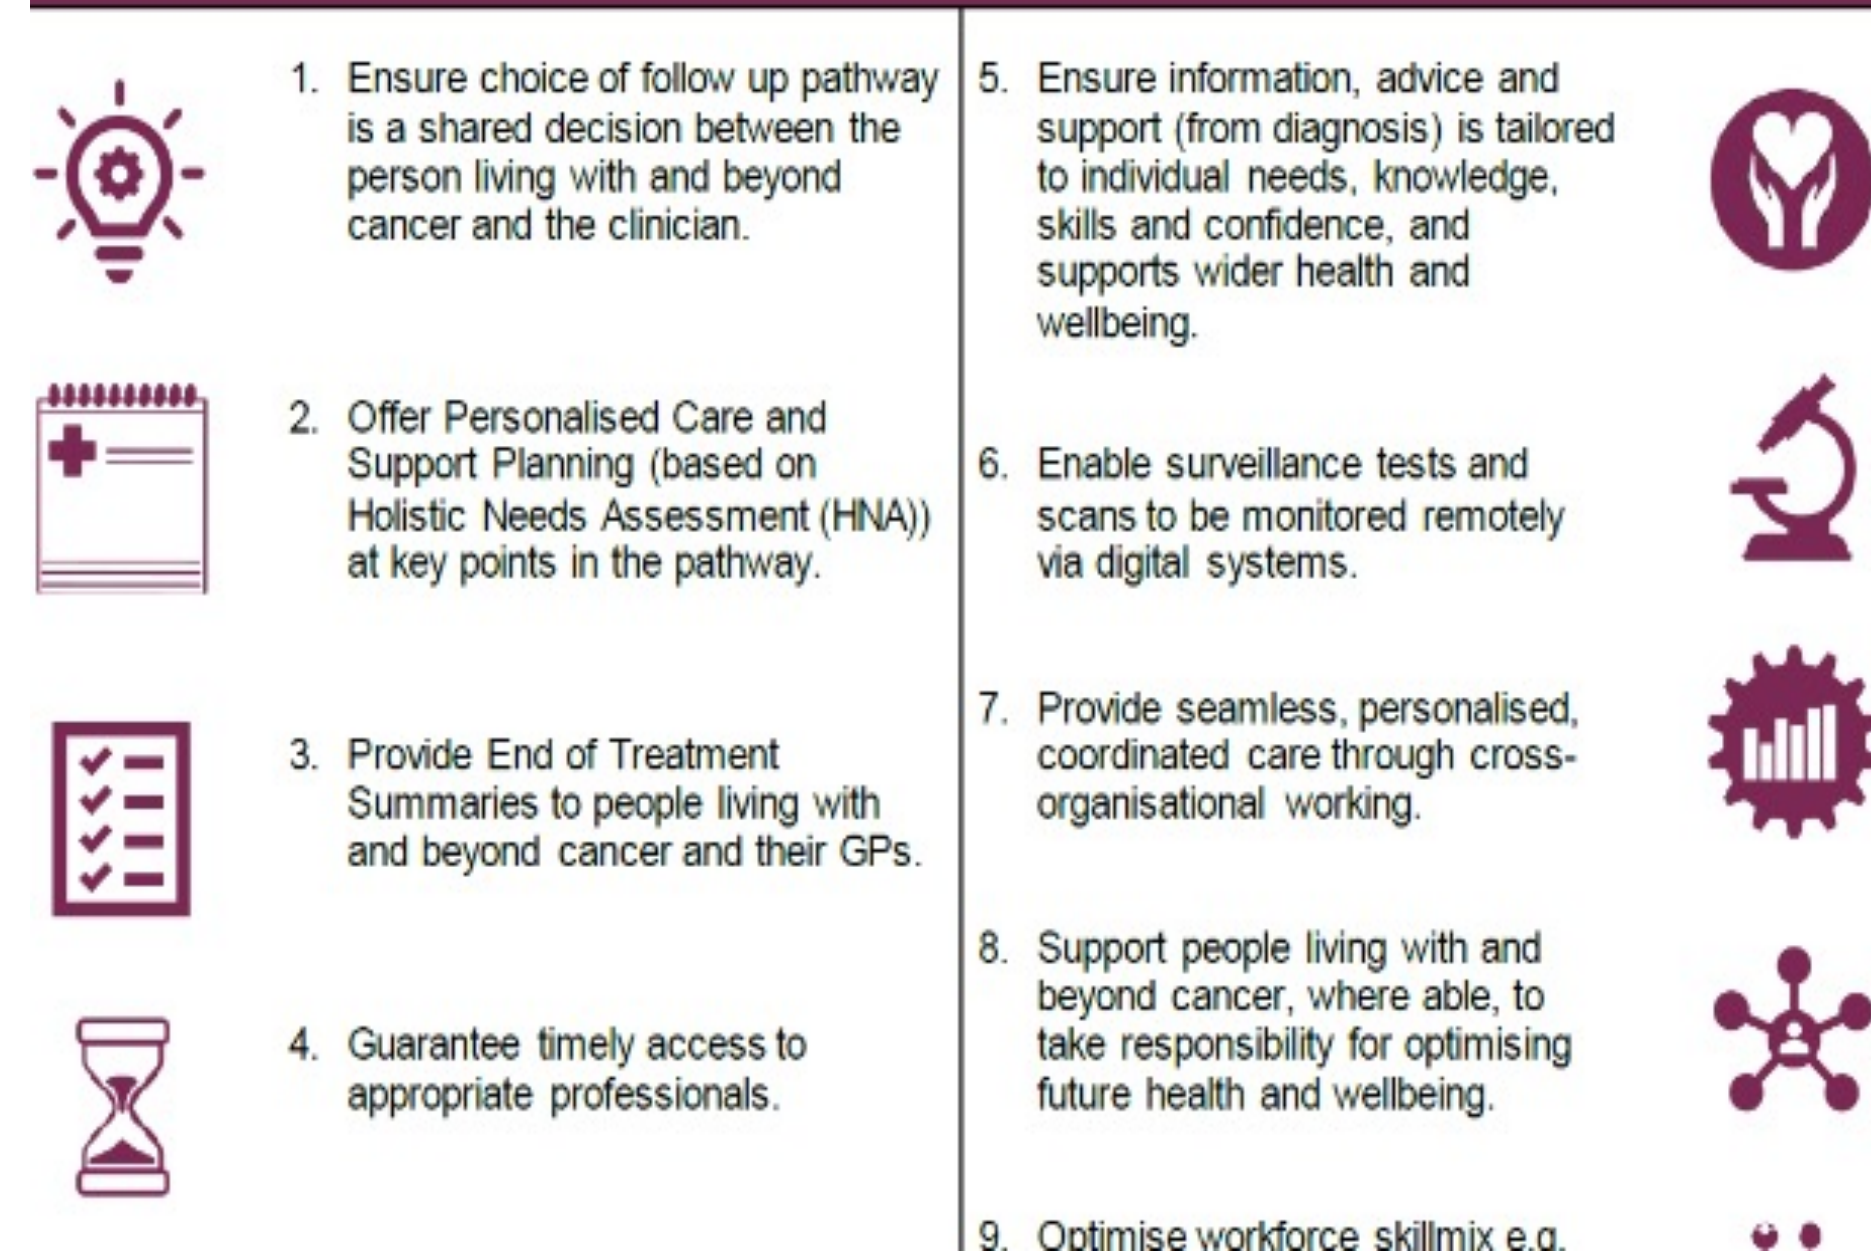 1. Ensure choice of follow up pathway
is a shared decision between the
person living with and beyond
cancer and the clinician.
2. Offer Personalised Care and
Support Planning (based on
Holistic Needs Assessment (HNA))
at key points in the pathway.
3. Provide End of Treatment
Summaries to people living with
and beyond cancer and their GPs.
4. Guarantee timely access to
appropriate professionals.
5. Ensure information, advice and
support (from diagnosis) is tailored
to individual needs, knowledge,
skills and confidence, and
supports wider health and
wellbeing.
6. Enable surveillance tests and
scans to be monitored remotely
via digital systems.
7. Provide seamless, personalised,
coordinated care through cross-
organisational working.
8. Support people living with and
beyond cancer, where able, to
take responsibility for optimising
future health and wellbeing.
9. Optimise workforce skillmix e.g.